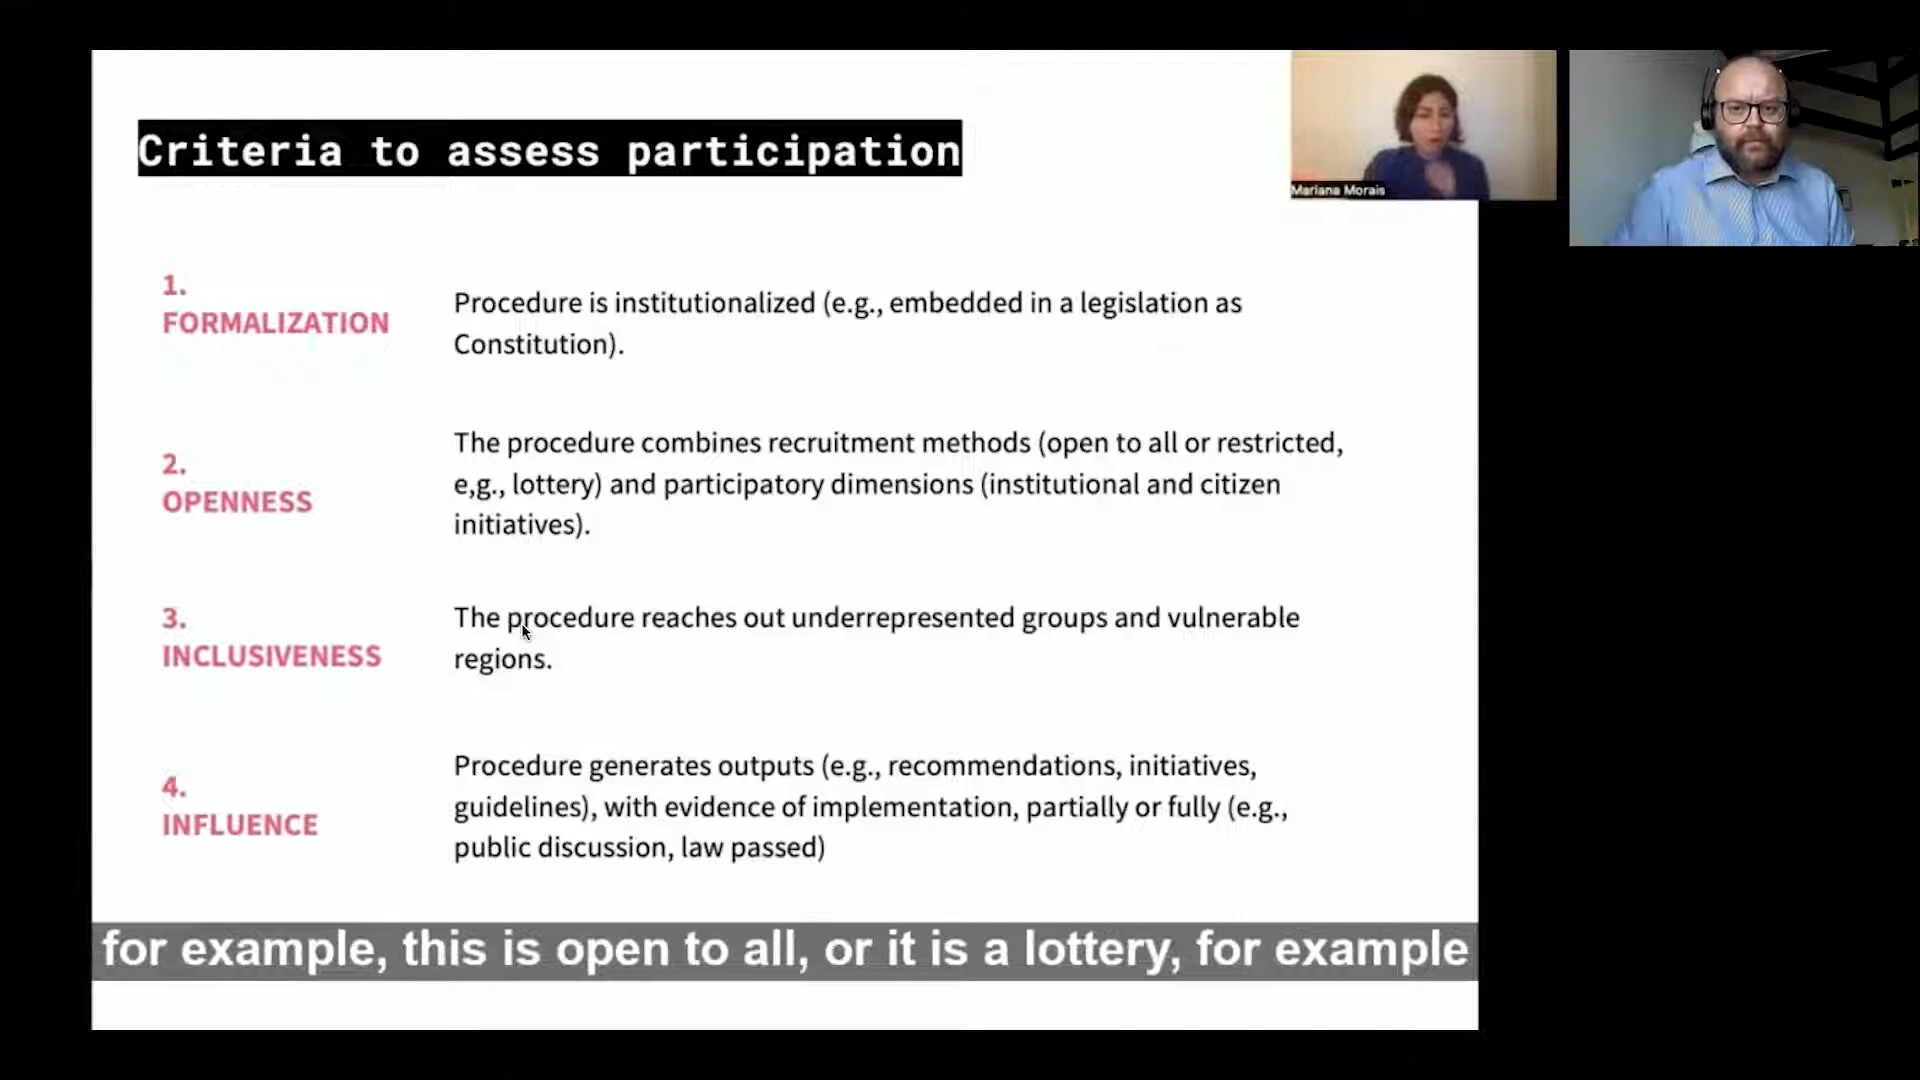 Criteria to assess participation
Mariana Morais
1.
FORMALIZATION
Procedure is institutionalized (e.g., embedded in a legislation as
Constitution).
2.
OPENNESS
The procedure combines recruitment methods (open to all or restricted,
e,g., lottery) and participatory dimensions (institutional and citizen
initiatives).
3.
INCLUSIVENESS
The procedure reaches out underrepresented groups and vulnerable
regions.
4.
INFLUENCE
Procedure generates outputs (e.g., recommendations, initiatives,
guidelines), with evidence of implementation, partially or fully (e.g.,
public discussion, law passed)
for example, this is open to all, or it is a lottery, for example